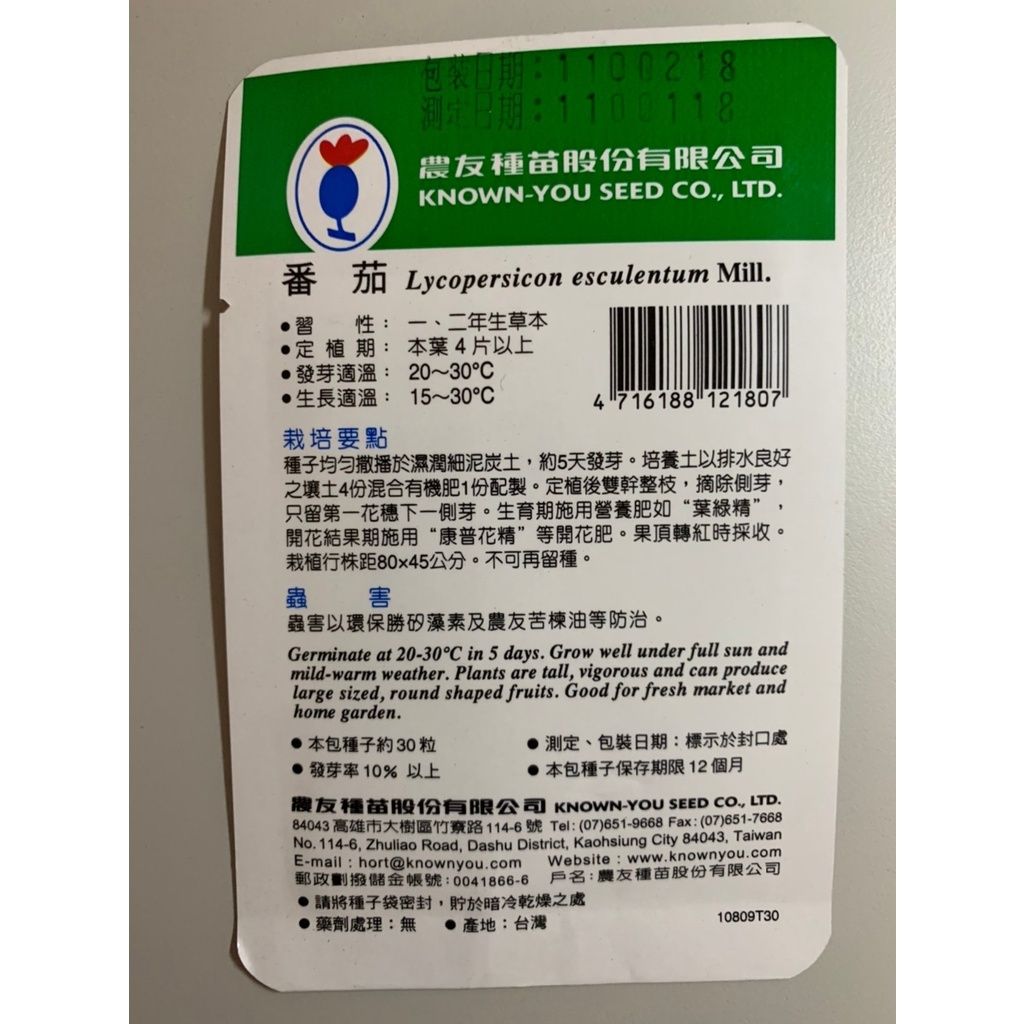 包裝日期：1100218
測定日期：1100118
農友種苗股份有限公司
KNOWN-YOU SEED CO., LTD.
番 茄 Lycopersicon esculentum Mill.
●習 性： 一、二年生草本
●定植期： 本葉4片以上
●發芽適溫： 20～30°C
●生長適溫： 15～30°C
4 716188 121807
栽培要點
種子均勻撒播於濕潤細泥炭土，約5天發芽。培養土以排水良好
之壤土4份混合有機肥1份配製。定植後雙幹整枝，摘除側芽，
只留第一花穗下一側芽。生育期施用營養肥如“葉綠精”，
開花結果期施用“康普花精”等開花肥。果頂轉紅時採收。
栽植行株距80×45公分。不可再留種。
蟲 害
蟲害以環保勝矽藻素及農友苦楝油等防治。
Germinate at 20-30°C in 5 days. Grow well under full sun and
mild-warm weather. Plants are tall, vigorous and can produce
large sized, round shaped fruits. Good for fresh market and
home garden.
●本包種子約30粒 ●測定、包裝日期：標示於封口處
●發芽率10% 以上 ●本包種子保存期限12個月
農友種苗股份有限公司 KNOWN-YOU SEED CO., LTD.
84043 高雄市大樹區竹寮路114-6號 Tel: (07)651-9668 Fax: (07)651-7668
No. 114-6, Zhuliao Road, Dashu District, Kaohsiung City 84043, Taiwan
E-mail : hort@knownyou.com Website : www.knownyou.com
郵政劃撥儲金帳號：0041866-6 戶名：農友種苗股份有限公司
●請將種子袋密封，貯於暗冷乾燥之處
●藥劑處理：無 ●產地：台灣
10809T30